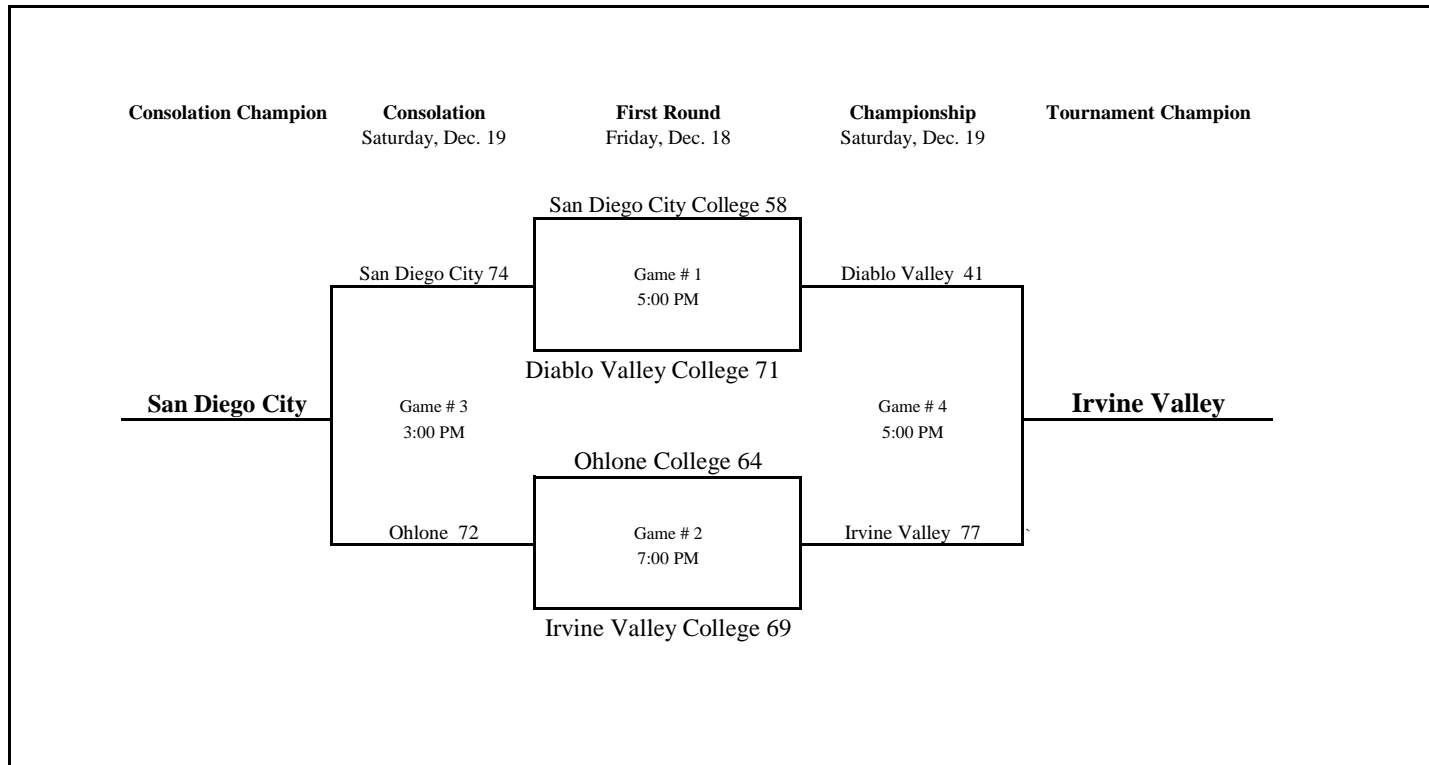 Consolation Champion
Consolation
First Round
Championship
Tournament Champion
Saturday, Dec. 19
Friday, Dec. 18
Saturday, Dec. 19
San Diego City College 58
San Diego City 74
Game # 1
Diablo Valley  41
5:00 PM
Diablo Valley College 71
San Diego City
Game # 3
Game # 4
Irvine Valley
3:00 PM
5:00 PM
Ohlone College 64
Ohlone  72
Game # 2
Irvine Valley  77
`
7:00 PM
Irvine Valley College 69